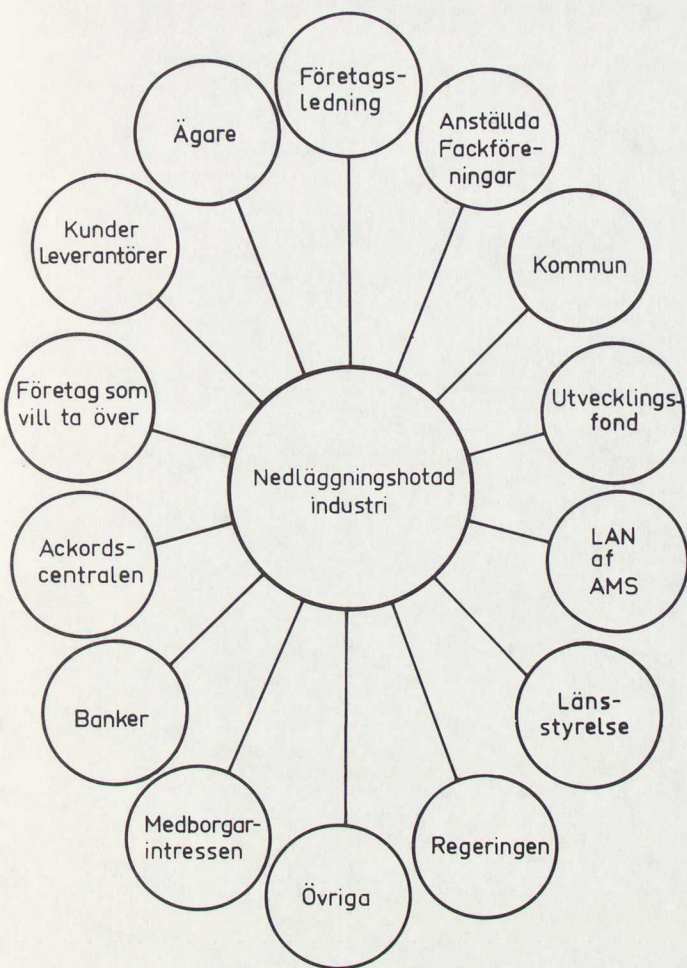 Företags-
ledning
Anställda
Fackföre-
ningar
Kommun
Utvecklings-
fond
LAN
af
AMS
Läns-
styrelse
Regeringen
Övriga
Medborgar-
intressen
Banker
Ackords-
centralen
Företag som
vill ta över
Kunder
Leverantörer
Ägare
Nedläggningshotad
industri